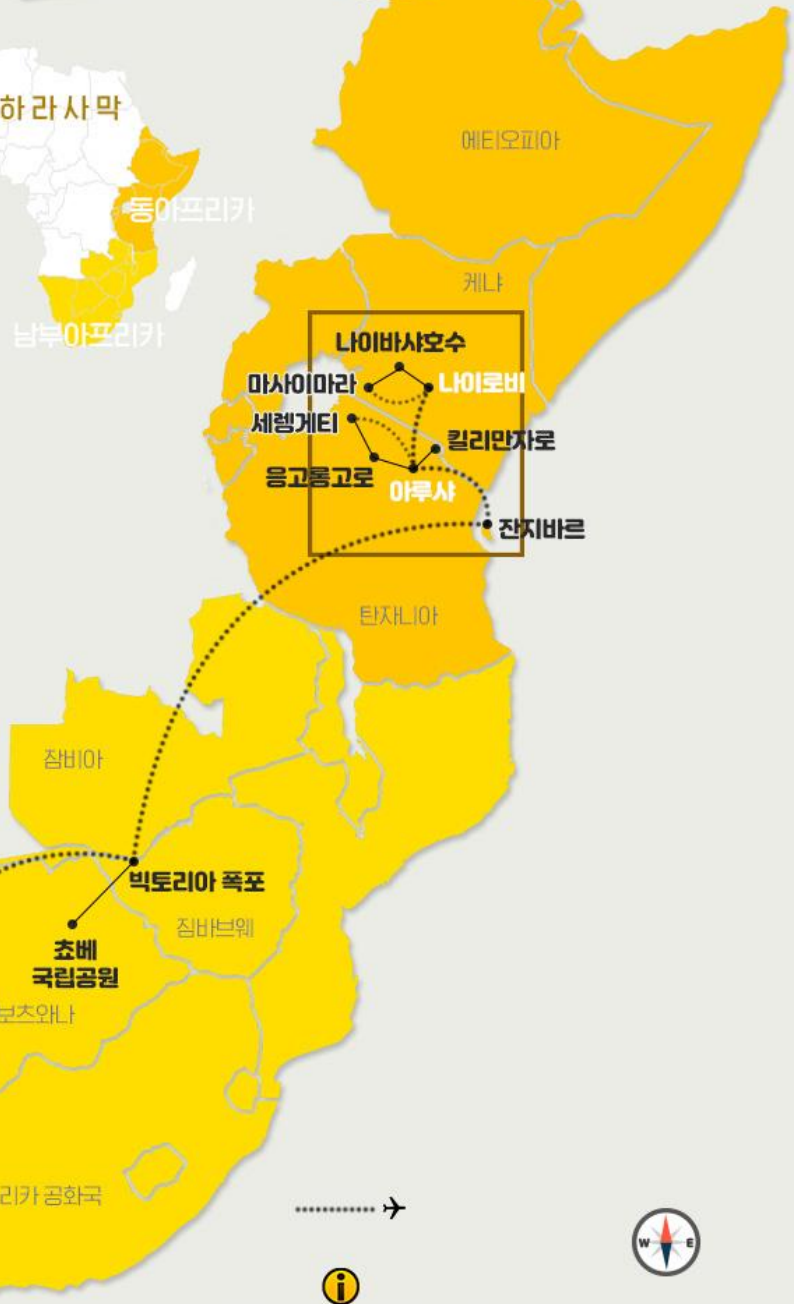 하라사막
동아프리카
남부아프리카
에티오피아
케냐
나이바샤호수
마사이마라
나이로비
세렝게티
킬리만자로
응고롱고로
아루샤
잔지바르
탄자니아
잠비아
빅토리아 폭포
짐바브웨
쵸베
국립공원
보츠와나
리카 공화국
W
E
i